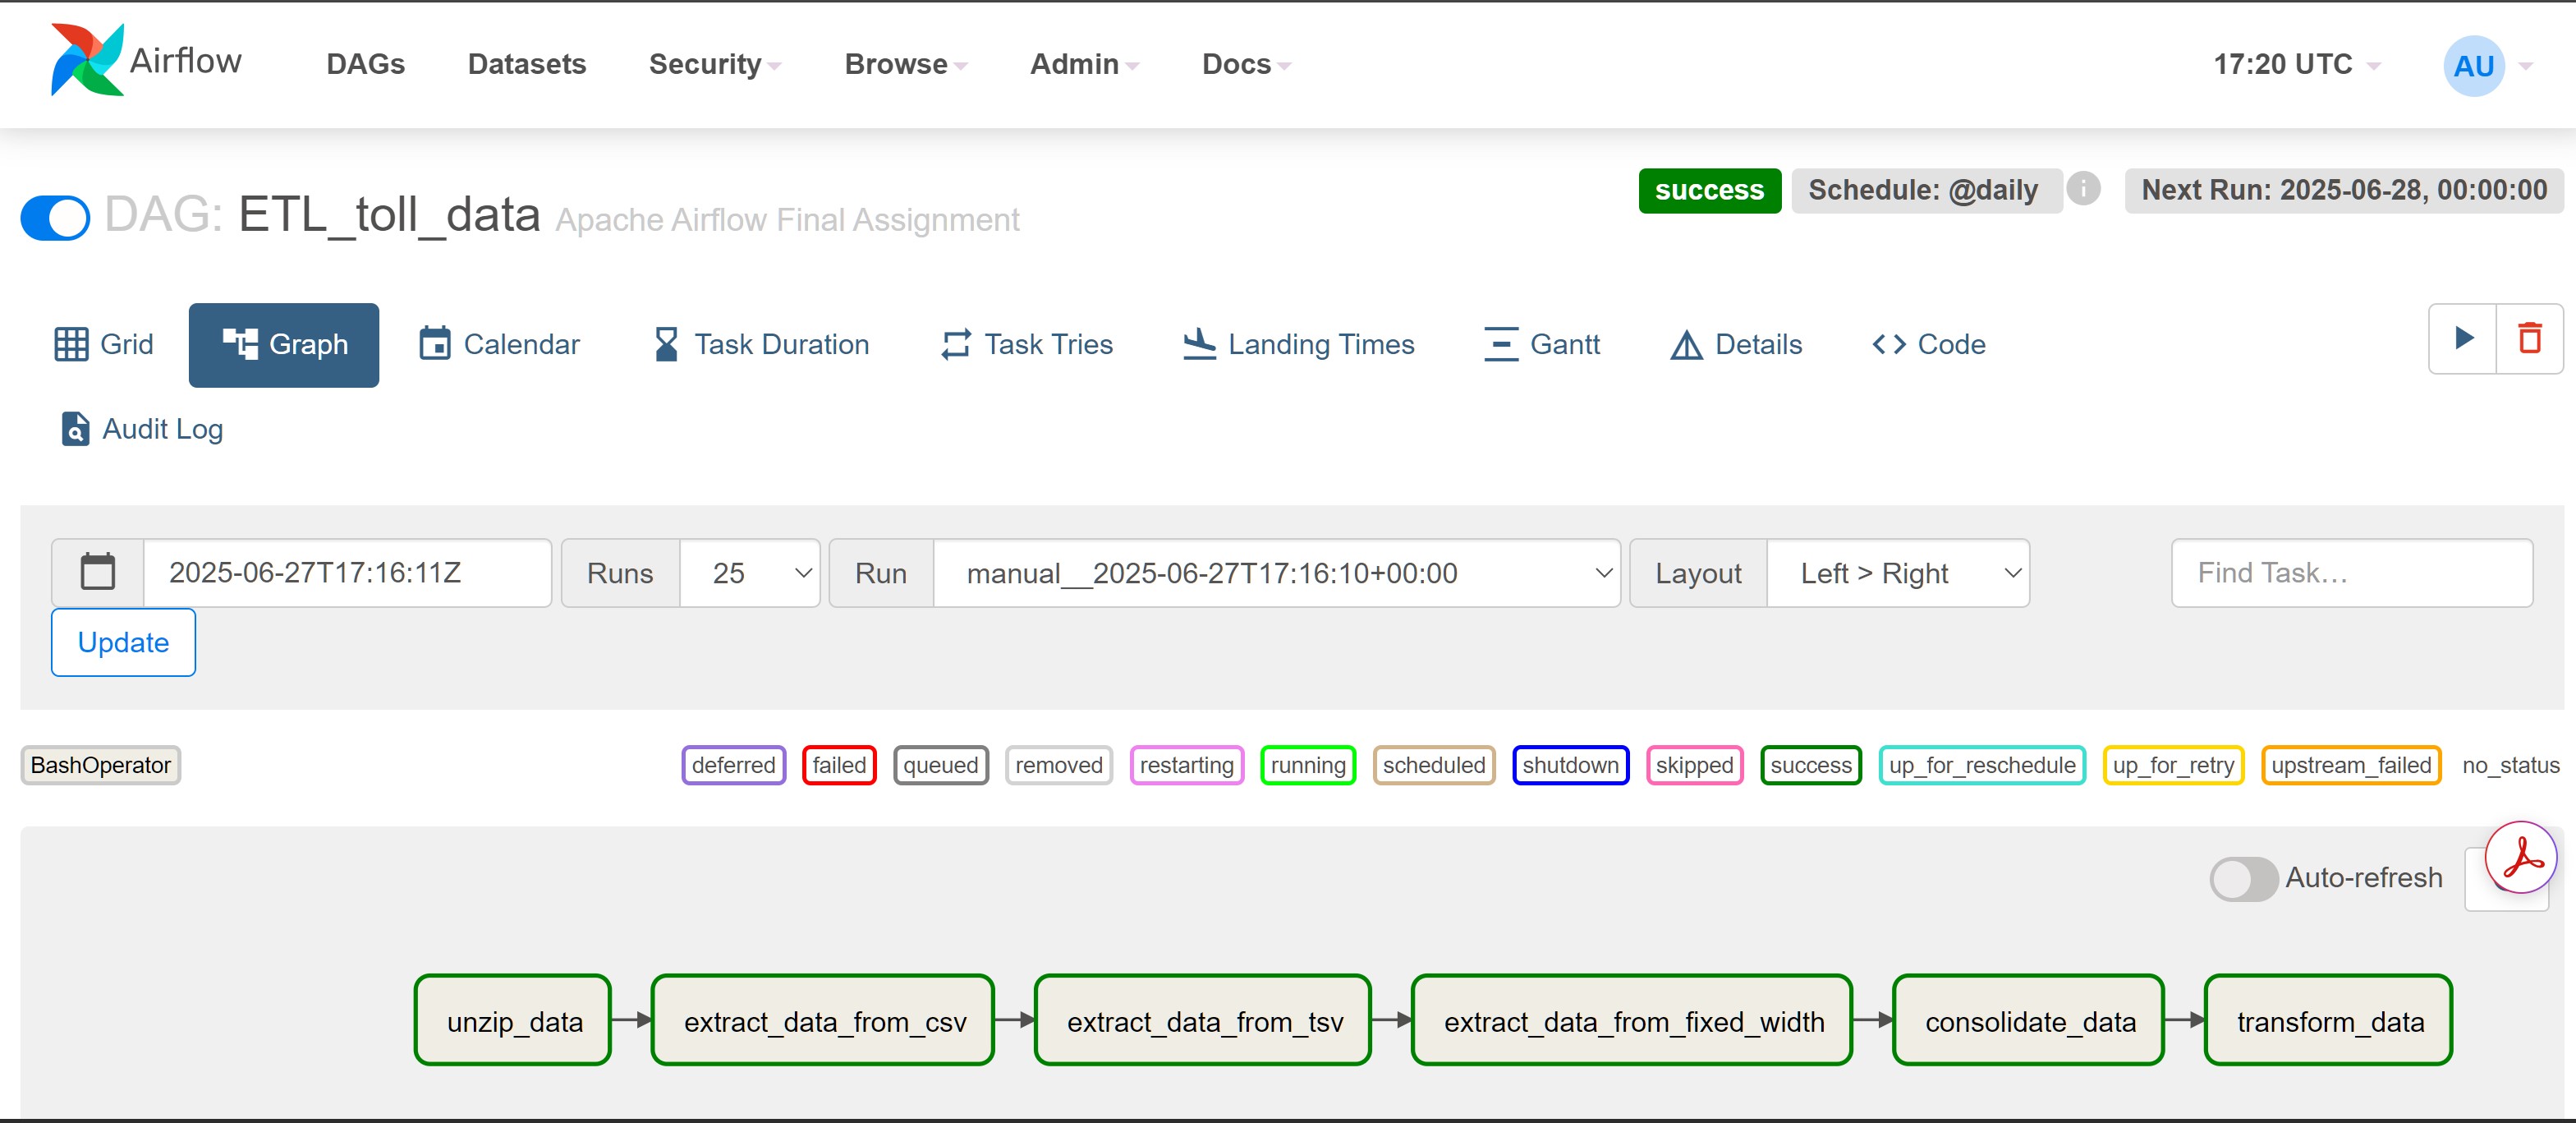 Airflow DAGs Datasets Security Browse Admin Docs 17:20 UTC AU
success Schedule: @daily i Next Run: 2025-06-28, 00:00:00
DAG: ETL_toll_data Apache Airflow Final Assignment
Grid Graph Calendar Task Duration Task Tries Landing Times Gantt Details Code
Audit Log
2025-06-27T17:16:11Z Runs 25 Run manual__2025-06-27T17:16:10+00:00 Layout Left > Right Find Task...
Update
BashOperator deferred failed queued removed restarting running scheduled shutdown skipped success up_for_reschedule up_for_retry upstream_failed no_status
Auto-refresh
unzip_data extract_data_from_csv extract_data_from_tsv extract_data_from_fixed_width consolidate_data transform_data